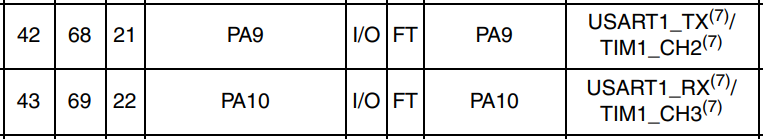 42 68 21 PA9 I/O FT PA9 USART1_TX(7)/
TIM1_CH2(7)
43 69 22 PA10 I/O FT PA10 USART1_RX(7)/
TIM1_CH3(7)